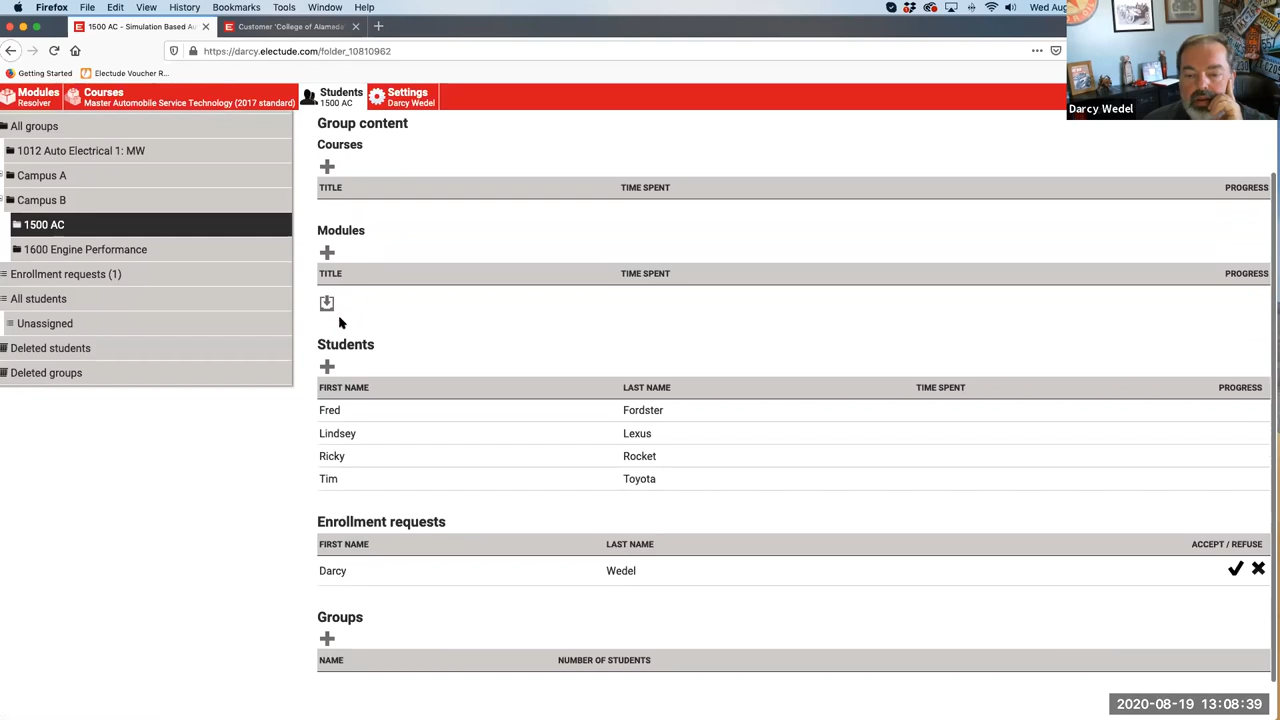 Firefox File Edit View History Bookmarks Tools Window Help Wed Aug
1500 AC - Simulation Based Au
Customer 'College of Alameda
https://darcy.electude.com/folder_10810962
Getting Started Electude Voucher R...
Modules
Resolver
Courses
Master Automobile Service Technology (2017 standard)
Students
1500 AC
Settings
Darcy Wedel
Darcy Wedel
All groups
1012 Auto Electrical 1: MW
Campus A
Campus B
1500 AC
1600 Engine Performance
Enrollment requests (1)
All students
Unassigned
Deleted students
Deleted groups
Group content
Courses
TITLE TIME SPENT PROGRESS
Modules
TITLE TIME SPENT PROGRESS
Students
FIRST NAME LAST NAME TIME SPENT PROGRESS
Fred Fordster
Lindsey Lexus
Ricky Rocket
Tim Toyota
Enrollment requests
FIRST NAME LAST NAME ACCEPT / REFUSE
Darcy Wedel
Groups
NAME NUMBER OF STUDENTS
2020-08-19 13:08:39